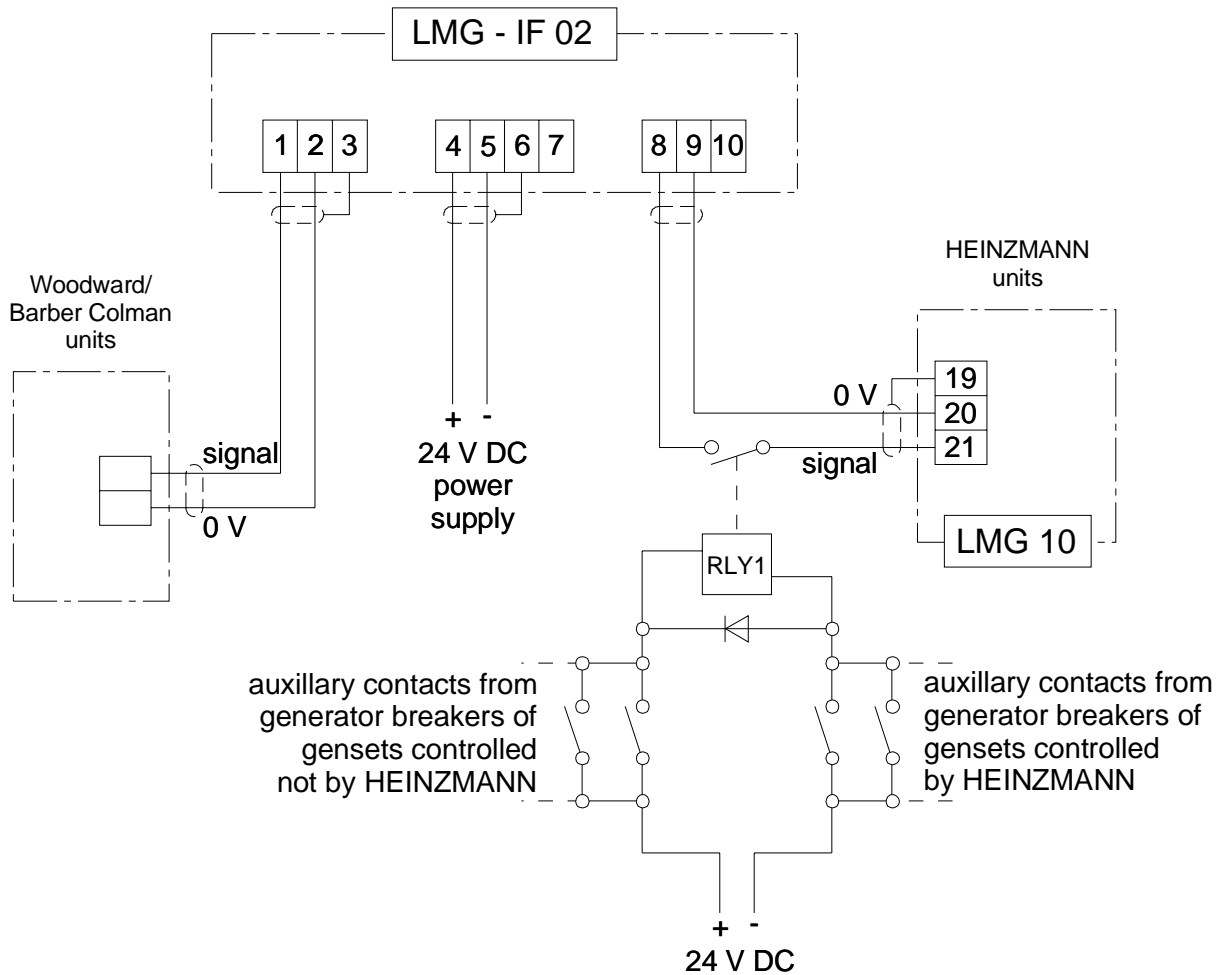 LMG - IF 02
1 2 3 4 5 6 7 8 9 10
Woodward/
Barber Colman
units
signal
0 V
+ -
24 V DC
power
supply
HEINZMANN
units
19
0 V
20
21
signal
LMG 10
RLY1
auxillary contacts from
generator breakers of
gensets controlled
not by HEINZMANN
auxillary contacts from
generator breakers of
gensets controlled
by HEINZMANN
+ -
24 V DC